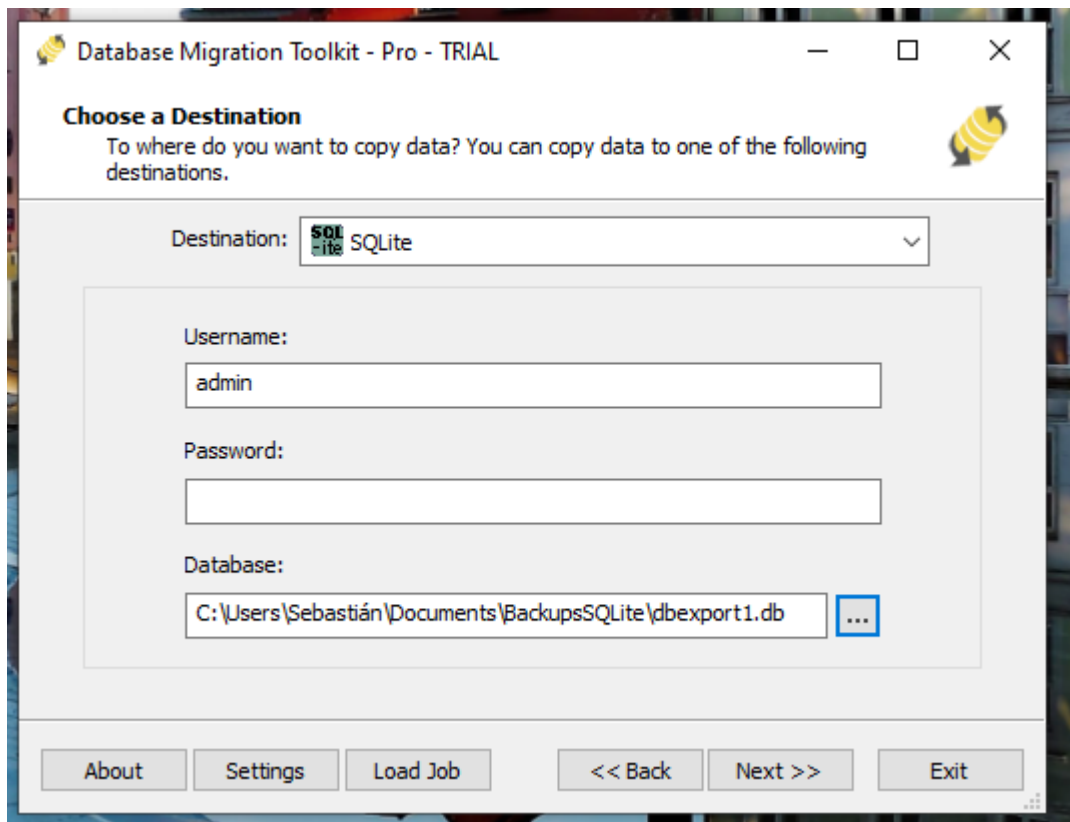 Database Migration Toolkit - Pro - TRIAL
Choose a Destination
To where do you want to copy data? You can copy data to one of the following
destinations.
Destination:
SQL
-ite
SQLite
Username:
admin
Password:
Database:
C:\Users\Sebastián\Documents\BackupsSQLite\dbexport1.db
...
About
Settings
Load Job
<< Back
Next >>
Exit